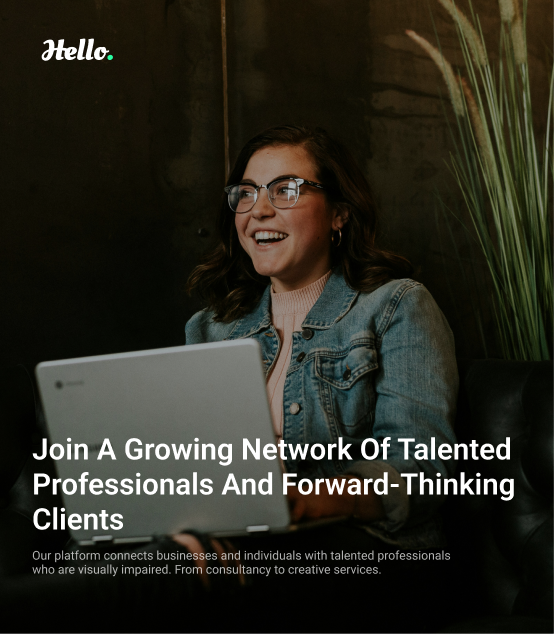 Hello.
Join A Growing Network Of Talented
Professionals And Forward-Thinking
Clients
Our platform connects businesses and individuals with talented professionals
who are visually impaired. From consultancy to creative services.